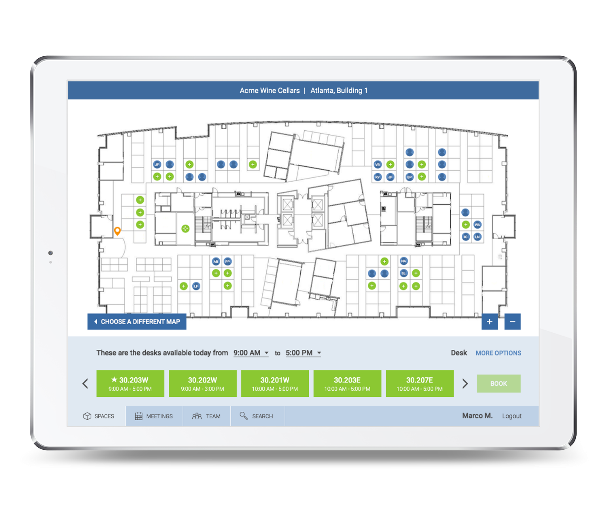 Acme Wine Cellars | Atlanta, Building 1
CHOOSE A DIFFERENT MAP
+ −
These are the desks available today from 9:00 AM to 5:00 PM
Desk MORE OPTIONS
★ 30.203W 30.202W 30.201W 30.203E 30.207E
9:00 AM - 5:00 PM 9:00 AM - 3:00 PM 10:00 AM - 5:00 PM 10:00 AM - 5:00 PM 10:00 AM - 5:00 PM
BOOK
SPACES MEETINGS TEAM SEARCH Marco M. Logout